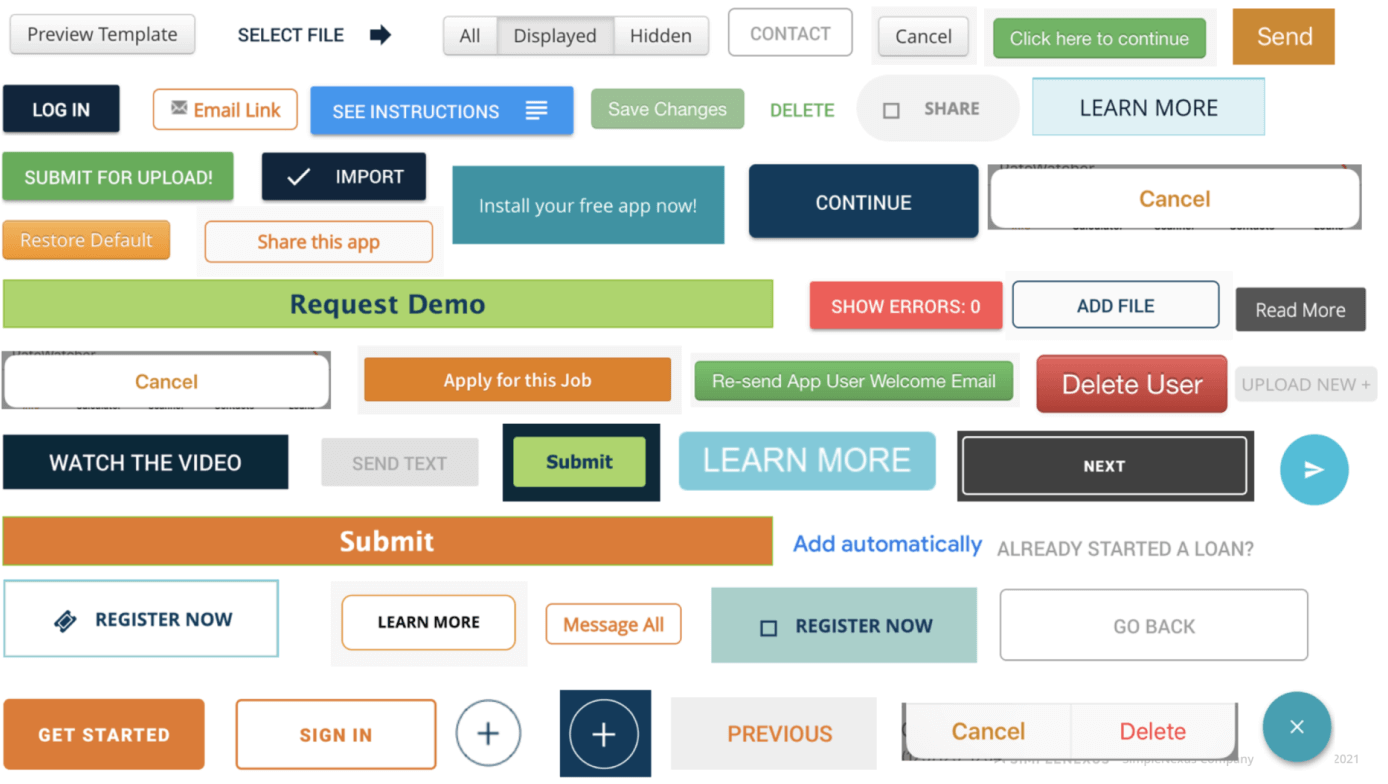 Preview Template
SELECT FILE
All
Displayed
Hidden
CONTACT
Cancel
Click here to continue
Send
LOG IN
Email Link
SEE INSTRUCTIONS
Save Changes
DELETE
SHARE
LEARN MORE
SUBMIT FOR UPLOAD!
IMPORT
Install your free app now!
CONTINUE
Cancel
Restore Default
Share this app
Request Demo
SHOW ERRORS: 0
ADD FILE
Read More
Cancel
Apply for this Job
Re-send App User Welcome Email
Delete User
UPLOAD NEW +
WATCH THE VIDEO
SEND TEXT
Submit
LEARN MORE
NEXT
Submit
Add automatically
ALREADY STARTED A LOAN?
REGISTER NOW
LEARN MORE
Message All
REGISTER NOW
GO BACK
GET STARTED
SIGN IN
PREVIOUS
Cancel
Delete
2021